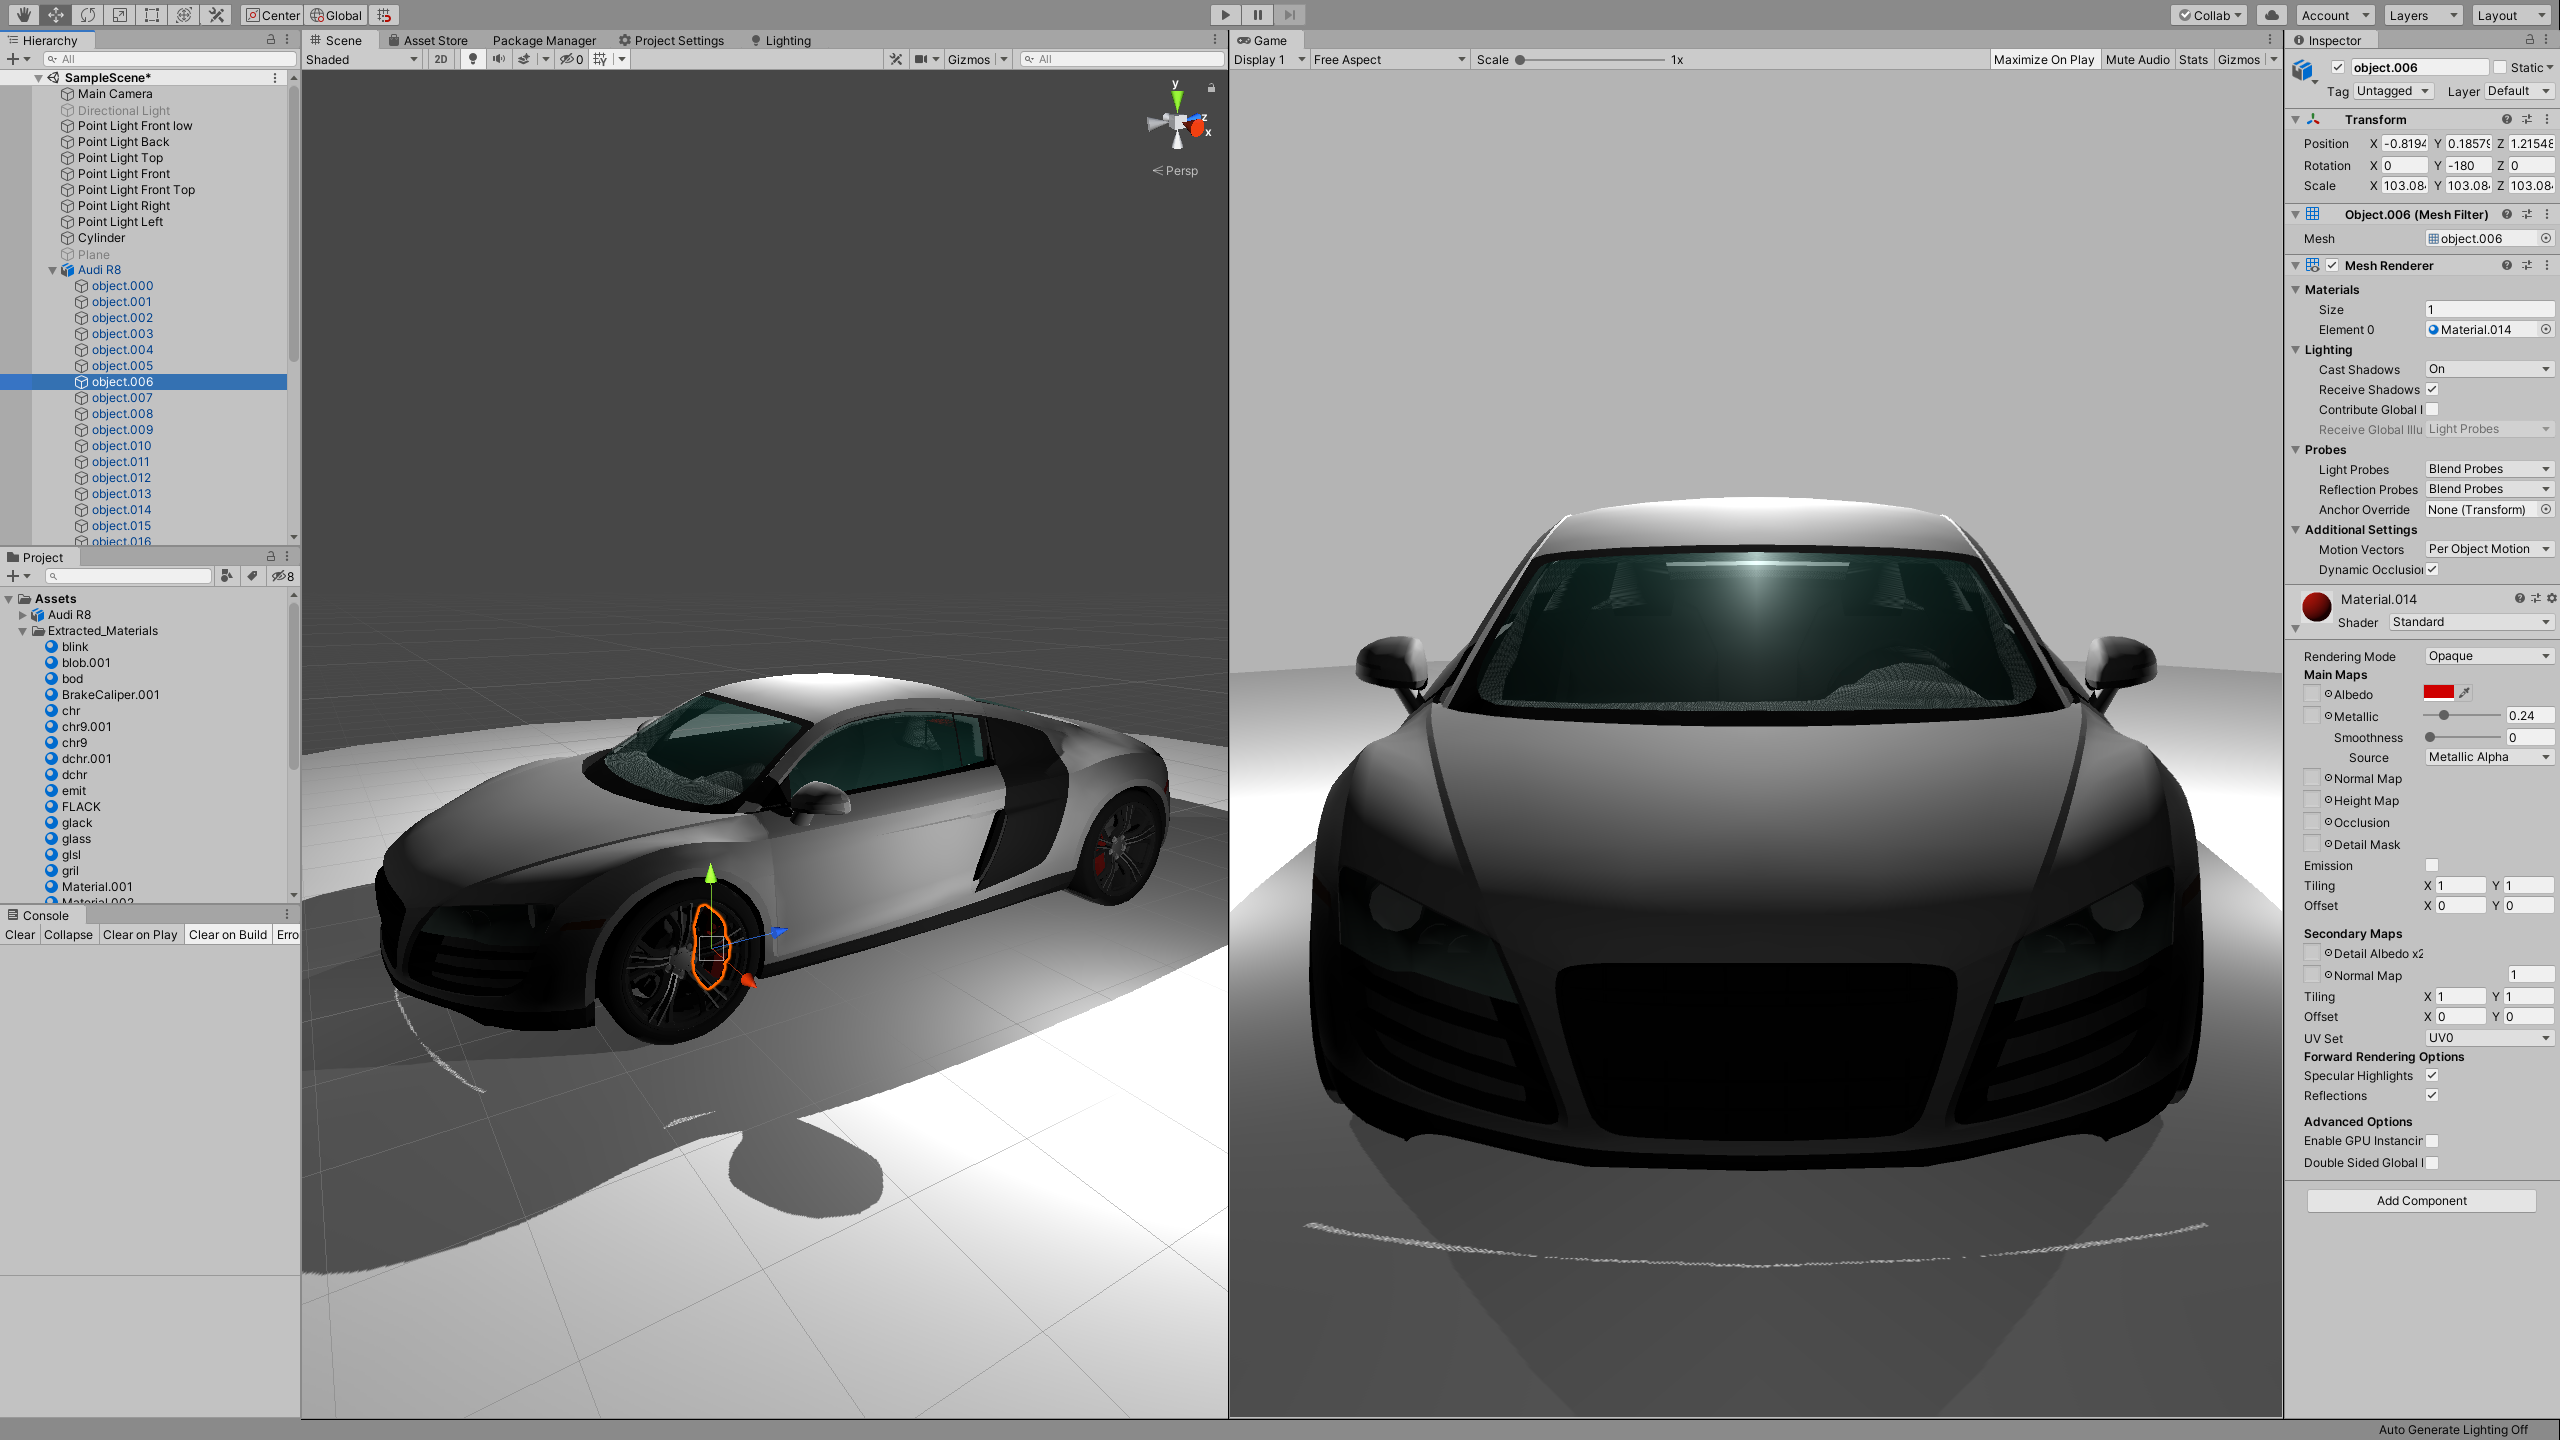 Center
Global
Collab
Account
Layers
Layout
Hierarchy
All
SampleScene*
Main Camera
Directional Light
Point Light Front low
Point Light Back
Point Light Top
Point Light Front
Point Light Front Top
Point Light Right
Point Light Left
Cylinder
Plane
Audi R8
object.000
object.001
object.002
object.003
object.004
object.005
object.006
object.007
object.008
object.009
object.010
object.011
object.012
object.013
object.014
object.015
object.016
Project
8
Assets
Audi R8
Extracted_Materials
blink
blob.001
bod
BrakeCaliper.001
chr
chr9.001
chr9
dchr.001
dchr
emit
FLACK
glack
glass
glsl
gril
Material.001
Material.002
Console
Clear Collapse Clear on Play Clear on Build Erro
Scene Asset Store Package Manager Project Settings Lighting
Shaded 2D 0 Gizmos All
y
z
x
Persp
Game
Display 1 Free Aspect Scale 1x Maximize On Play Mute Audio Stats Gizmos
Inspector
object.006 Static
Tag Untagged Layer Default
Transform
Position X -0.8194 Y 0.18579 Z 1.21548
Rotation X 0 Y -180 Z 0
Scale X 103.084 Y 103.084 Z 103.084
Object.006 (Mesh Filter)
Mesh object.006
Mesh Renderer
Materials
Size 1
Element 0 Material.014
Lighting
Cast Shadows On
Receive Shadows
Contribute Global I
Receive Global Illu Light Probes
Probes
Light Probes Blend Probes
Reflection Probes Blend Probes
Anchor Override None (Transform)
Additional Settings
Motion Vectors Per Object Motion
Dynamic Occlusion
Material.014
Shader Standard
Rendering Mode Opaque
Main Maps
Albedo
Metallic 0.24
Smoothness 0
Source Metallic Alpha
Normal Map
Height Map
Occlusion
Detail Mask
Emission
Tiling X 1 Y 1
Offset X 0 Y 0
Secondary Maps
Detail Albedo x2
Normal Map 1
Tiling X 1 Y 1
Offset X 0 Y 0
UV Set UV0
Forward Rendering Options
Specular Highlights
Reflections
Advanced Options
Enable GPU Instancin
Double Sided Global I
Add Component
Auto Generate Lighting Off